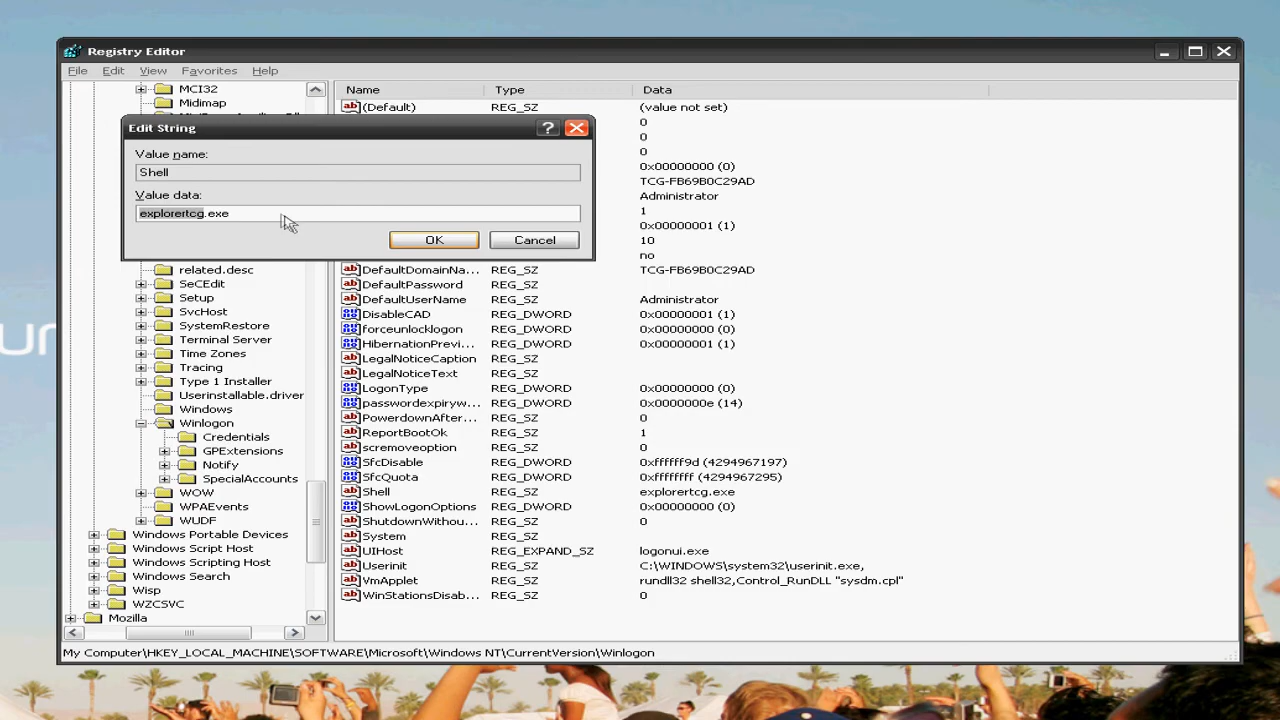 Registry Editor
File Edit View Favorites Help
MCI32
Midimap
Edit String
Value name:
Shell
Value data:
explorertcg.exe
OK Cancel
related.desc
SeCEdit
Setup
SvcHost
SystemRestore
Terminal Server
Time Zones
Tracing
Type 1 Installer
Userinstallable.driver
Windows
Winlogon
Credentials
GPExtensions
Notify
SpecialAccounts
WOW
WPAEvents
WUDF
Windows Portable Devices
Windows Script Host
Windows Scripting Host
Windows Search
Wisp
WZCSVC
Mozilla
Name Type Data
(Default) REG_SZ (value not set)
0
0
0
0x00000000 (0)
TCG-FB69B0C29AD
Administrator
1
0x00000001 (1)
10
no
DefaultDomainNa... REG_SZ TCG-FB69B0C29AD
DefaultPassword REG_SZ
DefaultUserName REG_SZ Administrator
DisableCAD REG_DWORD 0x00000001 (1)
forceunlocklogon REG_DWORD 0x00000000 (0)
HibernationPrevi... REG_DWORD 0x00000001 (1)
LegalNoticeCaption REG_SZ
LegalNoticeText REG_SZ
LogonType REG_DWORD 0x00000000 (0)
passwordexpiryw... REG_DWORD 0x0000000e (14)
PowerdownAfter... REG_SZ 0
ReportBootOk REG_SZ 1
scremoveoption REG_SZ 0
SfcDisable REG_DWORD 0xffffff9d (4294967197)
SfcQuota REG_DWORD 0xffffffff (4294967295)
Shell REG_SZ explorertcg.exe
ShowLogonOptions REG_DWORD 0x00000000 (0)
ShutdownWithou... REG_SZ 0
System REG_SZ
UIHost REG_EXPAND_SZ logonui.exe
Userinit REG_SZ C:\WINDOWS\system32\userinit.exe,
VmApplet REG_SZ rundll32 shell32,Control_RunDLL "sysdm.cpl"
WinStationsDisab... REG_SZ 0
My Computer\HKEY_LOCAL_MACHINE\SOFTWARE\Microsoft\Windows NT\CurrentVersion\Winlogon